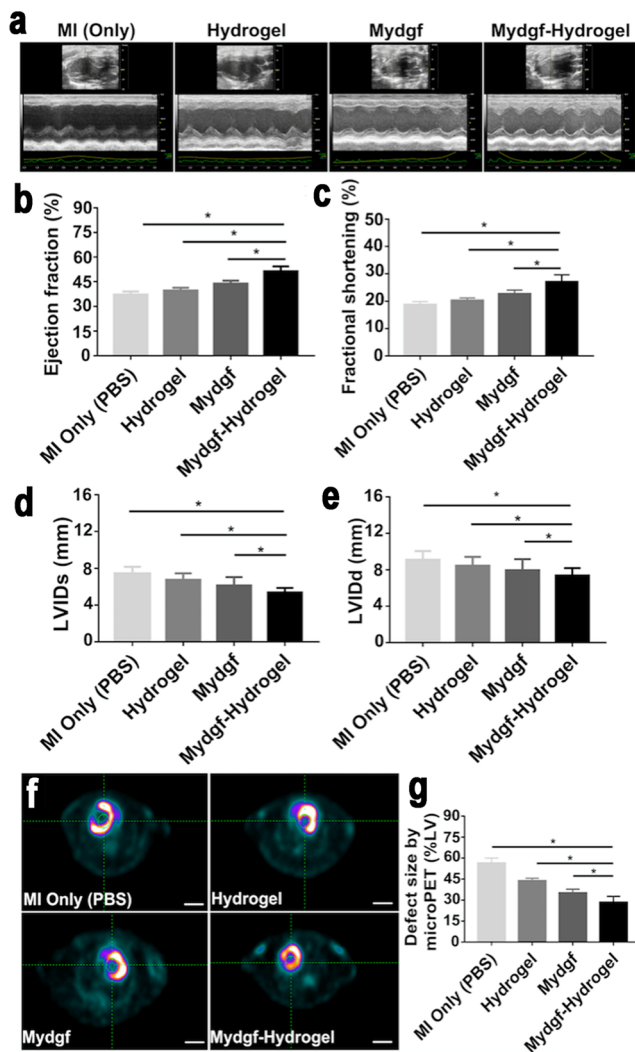 a
MI (Only)
Hydrogel
Mydgf
Mydgf-Hydrogel
b
Ejection fraction (%)
90
75
60
45
30
15
0
*
*
*
MI Only (PBS)
Hydrogel
Mydgf
Mydgf-Hydrogel
c
Fractional shortening (%)
50
40
30
20
10
0
*
*
*
MI Only (PBS)
Hydrogel
Mydgf
Mydgf-Hydrogel
d
LVIDs (mm)
16
12
8
4
0
*
*
*
MI Only (PBS)
Hydrogel
Mydgf
Mydgf-Hydrogel
e
LVIDd (mm)
16
12
8
4
0
*
*
*
MI Only (PBS)
Hydrogel
Mydgf
Mydgf-Hydrogel
f
MI Only (PBS)
Hydrogel
Mydgf
Mydgf-Hydrogel
g
Defect size by
microPET (%LV)
90
75
60
45
30
15
0
*
*
*
MI Only (PBS)
Hydrogel
Mydgf
Mydgf-Hydrogel